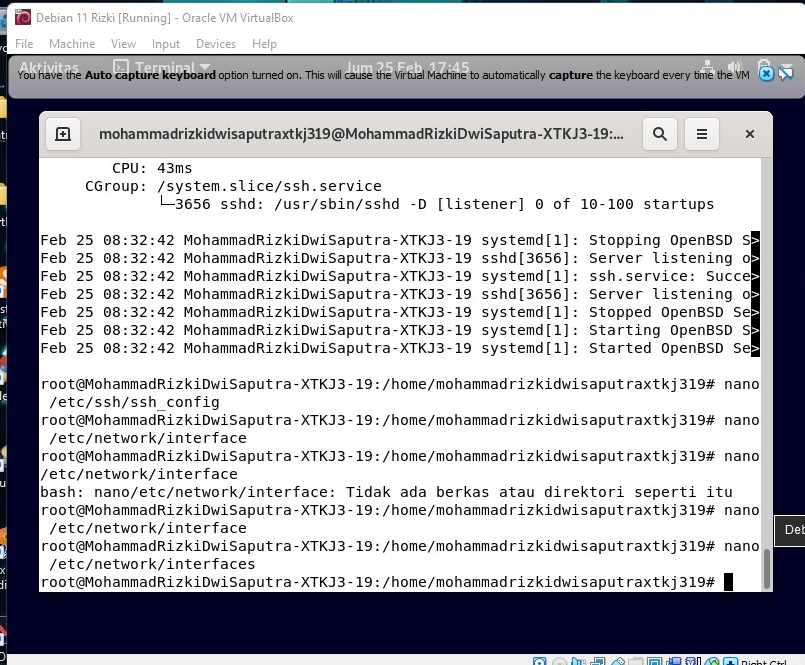 Debian 11 Rizki [Running] - Oracle VM VirtualBox
File Machine View Input Devices Help
Aktivitas Terminal Jum 25 Feb 17:45
You have the Auto capture keyboard option turned on. This will cause the Virtual Machine to automatically capture the keyboard every time the VM
mohammadrizkidwisaputraxtkj319@MohammadRizkiDwiSaputra-XTKJ3-19:...
CPU: 43ms
CGroup: /system.slice/ssh.service
└─3656 sshd: /usr/sbin/sshd -D [listener] 0 of 10-100 startups
Feb 25 08:32:42 MohammadRizkiDwiSaputra-XTKJ3-19 systemd[1]: Stopping OpenBSD S>
Feb 25 08:32:42 MohammadRizkiDwiSaputra-XTKJ3-19 sshd[3656]: Server listening o>
Feb 25 08:32:42 MohammadRizkiDwiSaputra-XTKJ3-19 systemd[1]: ssh.service: Succe>
Feb 25 08:32:42 MohammadRizkiDwiSaputra-XTKJ3-19 sshd[3656]: Server listening o>
Feb 25 08:32:42 MohammadRizkiDwiSaputra-XTKJ3-19 systemd[1]: Stopped OpenBSD Se>
Feb 25 08:32:42 MohammadRizkiDwiSaputra-XTKJ3-19 systemd[1]: Starting OpenBSD S>
Feb 25 08:32:42 MohammadRizkiDwiSaputra-XTKJ3-19 systemd[1]: Started OpenBSD Se>
root@MohammadRizkiDwiSaputra-XTKJ3-19:/home/mohammadrizkidwisaputraxtkj319# nano
/etc/ssh/ssh_config
root@MohammadRizkiDwiSaputra-XTKJ3-19:/home/mohammadrizkidwisaputraxtkj319# nano
/etc/network/interface
root@MohammadRizkiDwiSaputra-XTKJ3-19:/home/mohammadrizkidwisaputraxtkj319# nano
/etc/network/interface
bash: nano/etc/network/interface: Tidak ada berkas atau direktori seperti itu
root@MohammadRizkiDwiSaputra-XTKJ3-19:/home/mohammadrizkidwisaputraxtkj319# nano
/etc/network/interface
root@MohammadRizkiDwiSaputra-XTKJ3-19:/home/mohammadrizkidwisaputraxtkj319# nano
/etc/network/interfaces
root@MohammadRizkiDwiSaputra-XTKJ3-19:/home/mohammadrizkidwisaputraxtkj319#
Deb
Right Ctrl